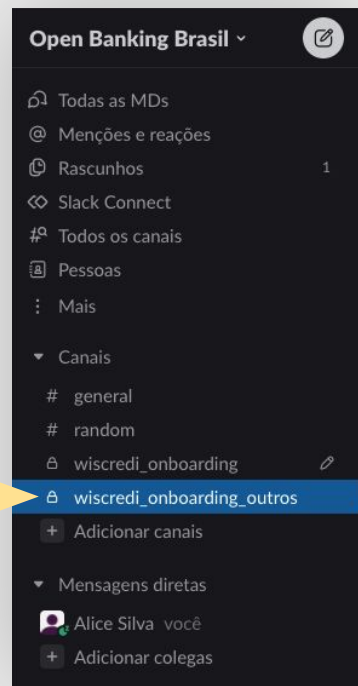 Open Banking Brasil
Todas as MDs
Menções e reações
Rascunhos 1
Slack Connect
Todos os canais
Pessoas
Mais
Canais
# general
# random
wiscredi_onboarding
wiscredi_onboarding_outros
+ Adicionar canais
Mensagens diretas
Alice Silva você
+ Adicionar colegas